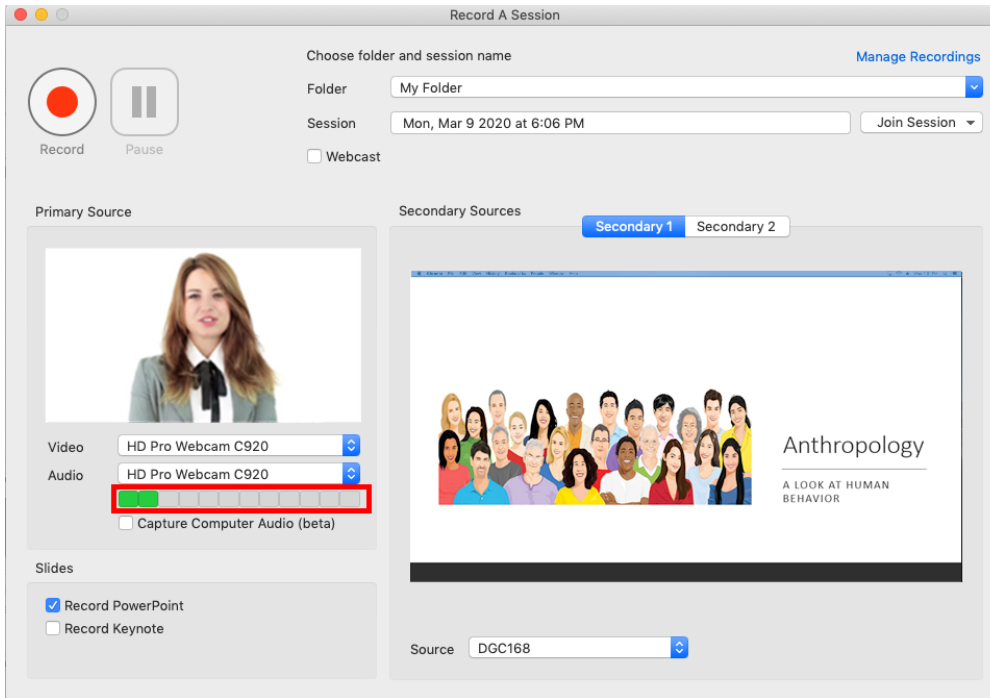 Record A Session
Choose folder and session name
Manage Recordings
Folder
My Folder
Session
Mon, Mar 9 2020 at 6:06 PM
Join Session
Record
Pause
Webcast
Primary Source
Secondary Sources
Secondary 1
Secondary 2
Video
HD Pro Webcam C920
Audio
HD Pro Webcam C920
Capture Computer Audio (beta)
Anthropology
A LOOK AT HUMAN
BEHAVIOR
Slides
Record PowerPoint
Record Keynote
Source
DGC168